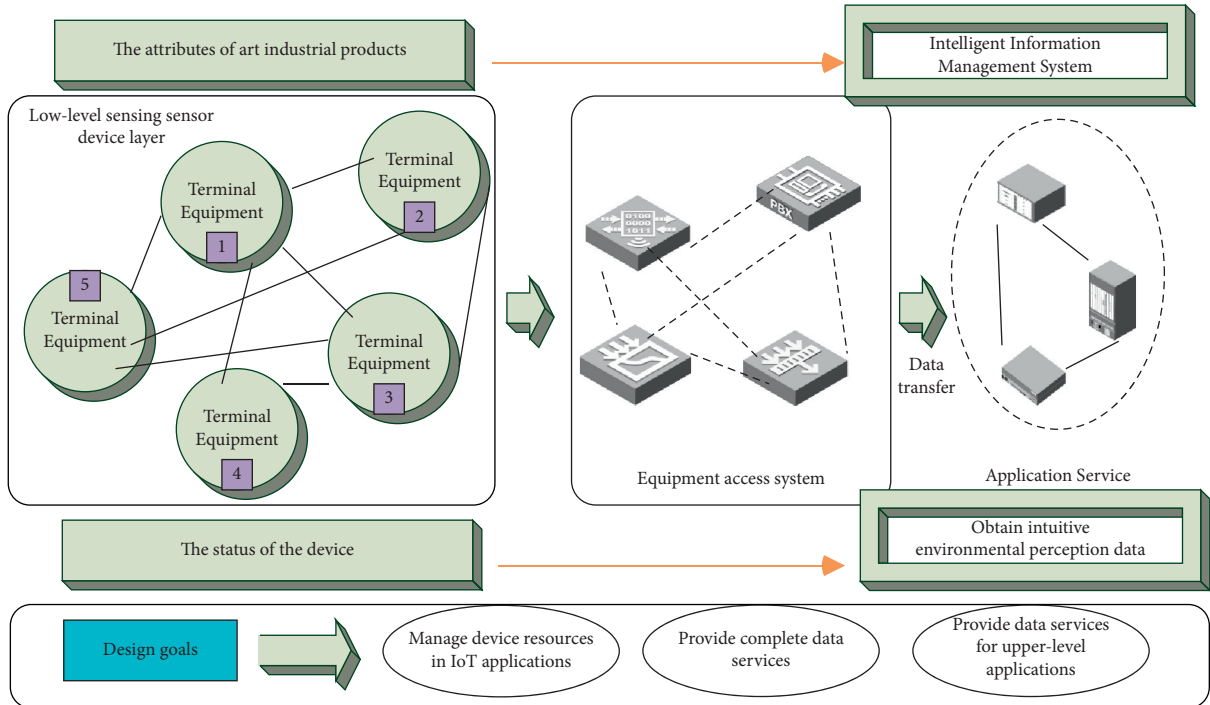 The attributes of art industrial products
Intelligent Information
Management System
Low-level sensing sensor
device layer
Terminal
Equipment
1
Terminal
Equipment
2
5
Terminal
Equipment
Terminal
Equipment
3
Terminal
Equipment
4
0100
0000
1011
PBX
Equipment access system
Data
transfer
Application Service
The status of the device
Obtain intuitive
environmental perception data
Design goals
Manage device resources
in IoT applications
Provide complete data
services
Provide data services
for upper-level
applications